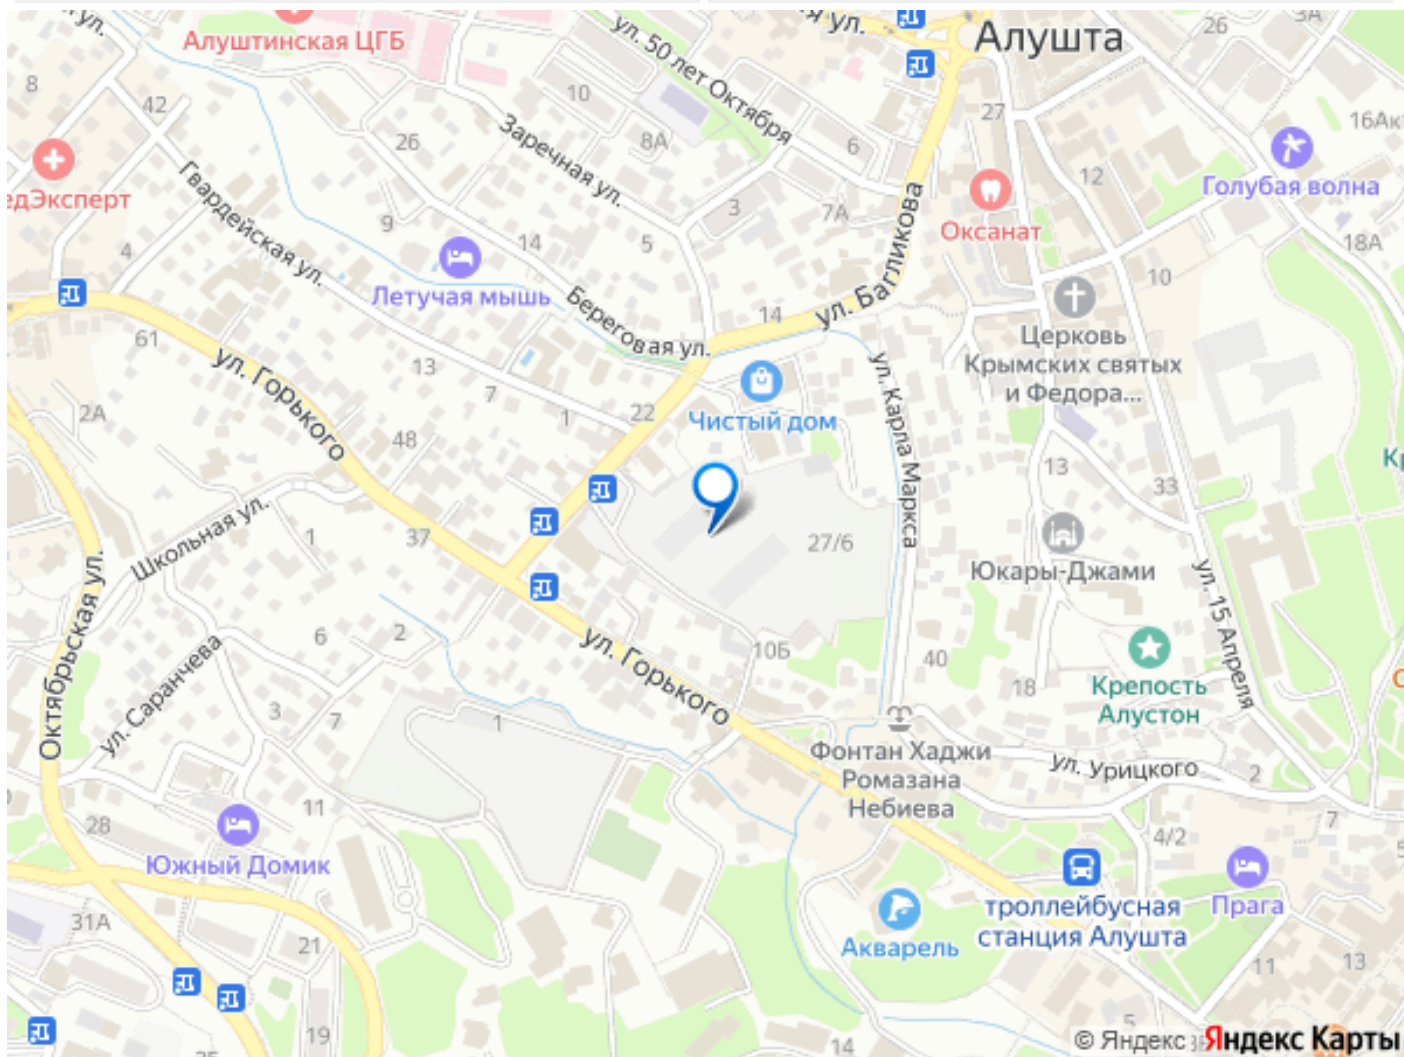 ул.
Алуштинская ЦГБ
ул. 50 лет Октября
я ул.
Алушта
26
3А
8
42
10
27
16Ак
26
8А
6
Заречная ул.
едЭксперт
Гвардейская ул.
12
Голубая волна
3
7А
Оксанат
9
14
5
4
18А
10
Летучая мышь
Береговая ул.
ул. Багликова
14
61
Церковь
Крымских святых
и Федора...
ул. Горького
13
7
1
22
Чистый дом
ул. Карла Маркса
2А
48
13
33
Кр
Школьная ул.
1
37
27/6
Юкары-Джами
ул. 15 Апреля
Октябрьская ул.
6
2
ул. Горького
10Б
40
18
Крепость
Алустон
С
ул. Саранчева
3
7
1
Фонтан Хаджи
Ромазана
Небиева
ул. Урицкого
2
11
28
7
4/2
5
Южный Домик
31А
21
Акварель
троллейбусная
станция Алушта
Прага
11
13
19
35
14
5
© Яндекс
Яндекс Карты